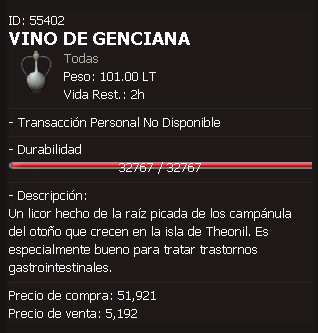 ID: 55402
VINO DE GENCIANA
Todas
Peso: 101.00 LT
Vida Rest.: 2h
- Transacción Personal No Disponible
- Durabilidad
32767 / 32767
- Descripción:
Un licor hecho de la raíz picada de los campánula
del otoño que crecen en la isla de Theonil. Es
especialmente bueno para tratar trastornos
gastrointestinales.
Precio de compra: 51,921
Precio de venta: 5,192